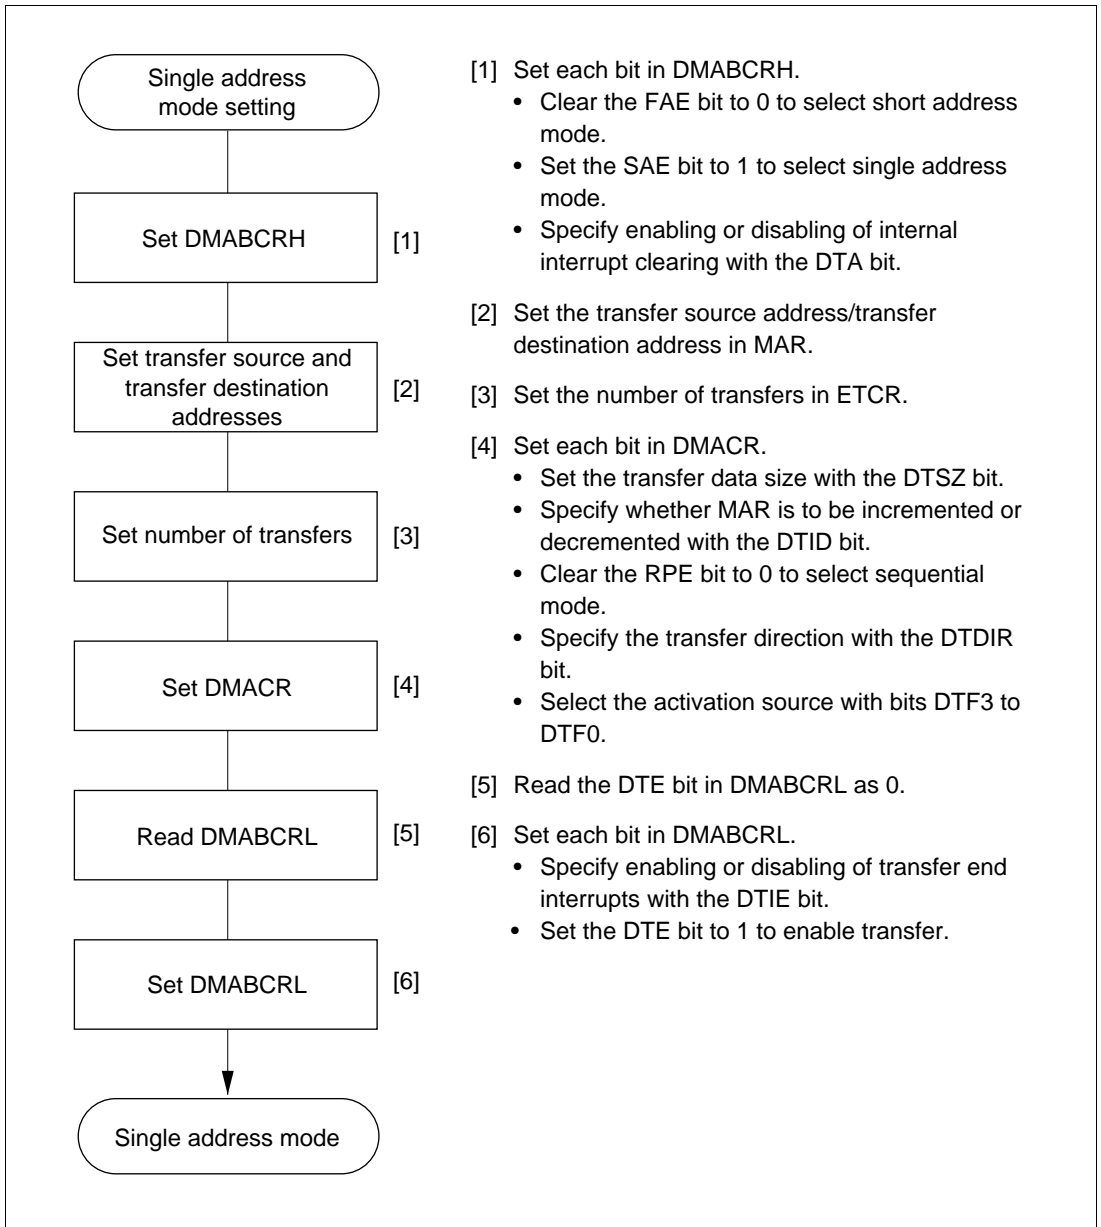 Single address
mode setting
Set DMABCRH
[1]
Set transfer source and
transfer destination
addresses
[2]
Set number of transfers
[3]
Set DMACR
[4]
Read DMABCRL
[5]
Set DMABCRL
[6]
Single address mode
[1] Set each bit in DMABCRH.
• Clear the FAE bit to 0 to select short address
mode.
• Set the SAE bit to 1 to select single address
mode.
• Specify enabling or disabling of internal
interrupt clearing with the DTA bit.
[2] Set the transfer source address/transfer
destination address in MAR.
[3] Set the number of transfers in ETCR.
[4] Set each bit in DMACR.
• Set the transfer data size with the DTSZ bit.
• Specify whether MAR is to be incremented or
decremented with the DTID bit.
• Clear the RPE bit to 0 to select sequential
mode.
• Specify the transfer direction with the DTDIR
bit.
• Select the activation source with bits DTF3 to
DTF0.
[5] Read the DTE bit in DMABCRL as 0.
[6] Set each bit in DMABCRL.
• Specify enabling or disabling of transfer end
interrupts with the DTIE bit.
• Set the DTE bit to 1 to enable transfer.